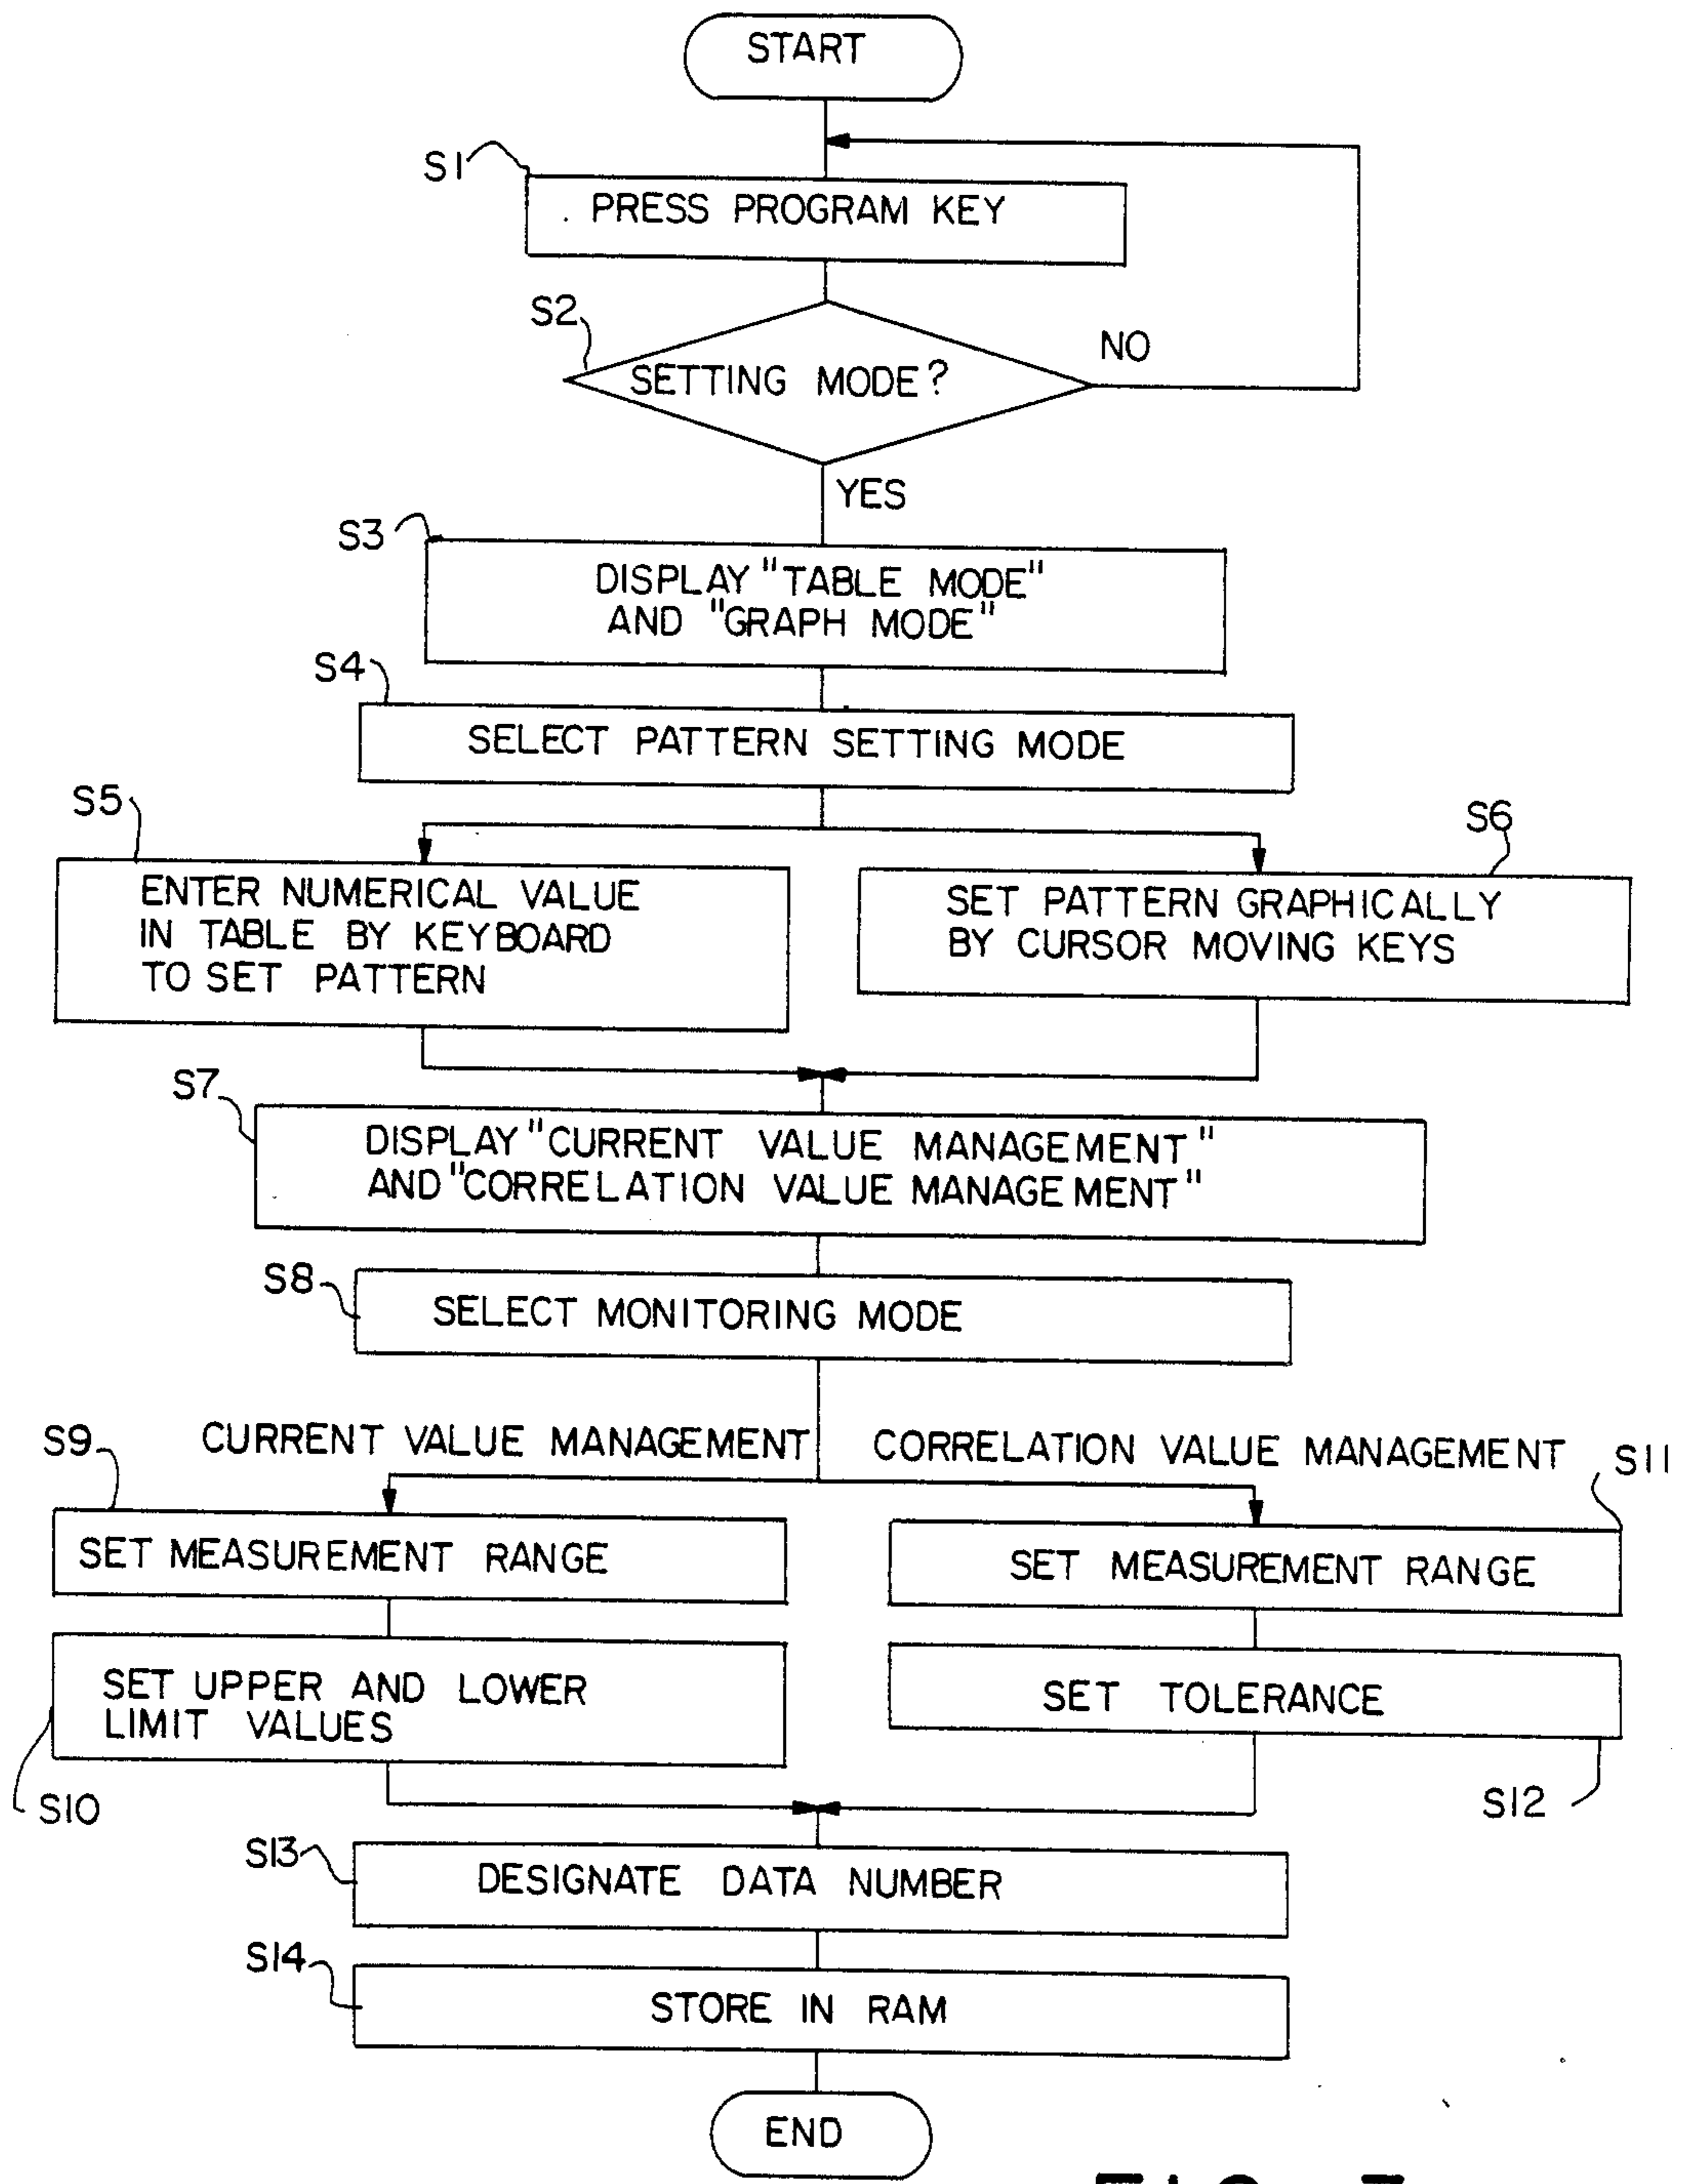 START
S1
PRESS PROGRAM KEY
S2
SETTING MODE?
NO
YES
S3
DISPLAY "TABLE MODE"
AND "GRAPH MODE"
S4
SELECT PATTERN SETTING MODE
S5
S6
ENTER NUMERICAL VALUE
IN TABLE BY KEYBOARD
TO SET PATTERN
SET PATTERN GRAPHICALLY
BY CURSOR MOVING KEYS
S7
DISPLAY "CURRENT VALUE MANAGEMENT"
AND "CORRELATION VALUE MANAGEMENT"
S8
SELECT MONITORING MODE
S9
CURRENT VALUE MANAGEMENT
CORRELATION VALUE MANAGEMENT
S11
SET MEASUREMENT RANGE
SET MEASUREMENT RANGE
SET UPPER AND LOWER
LIMIT VALUES
SET TOLERANCE
S10
S12
S13
DESIGNATE DATA NUMBER
S14
STORE IN RAM
END